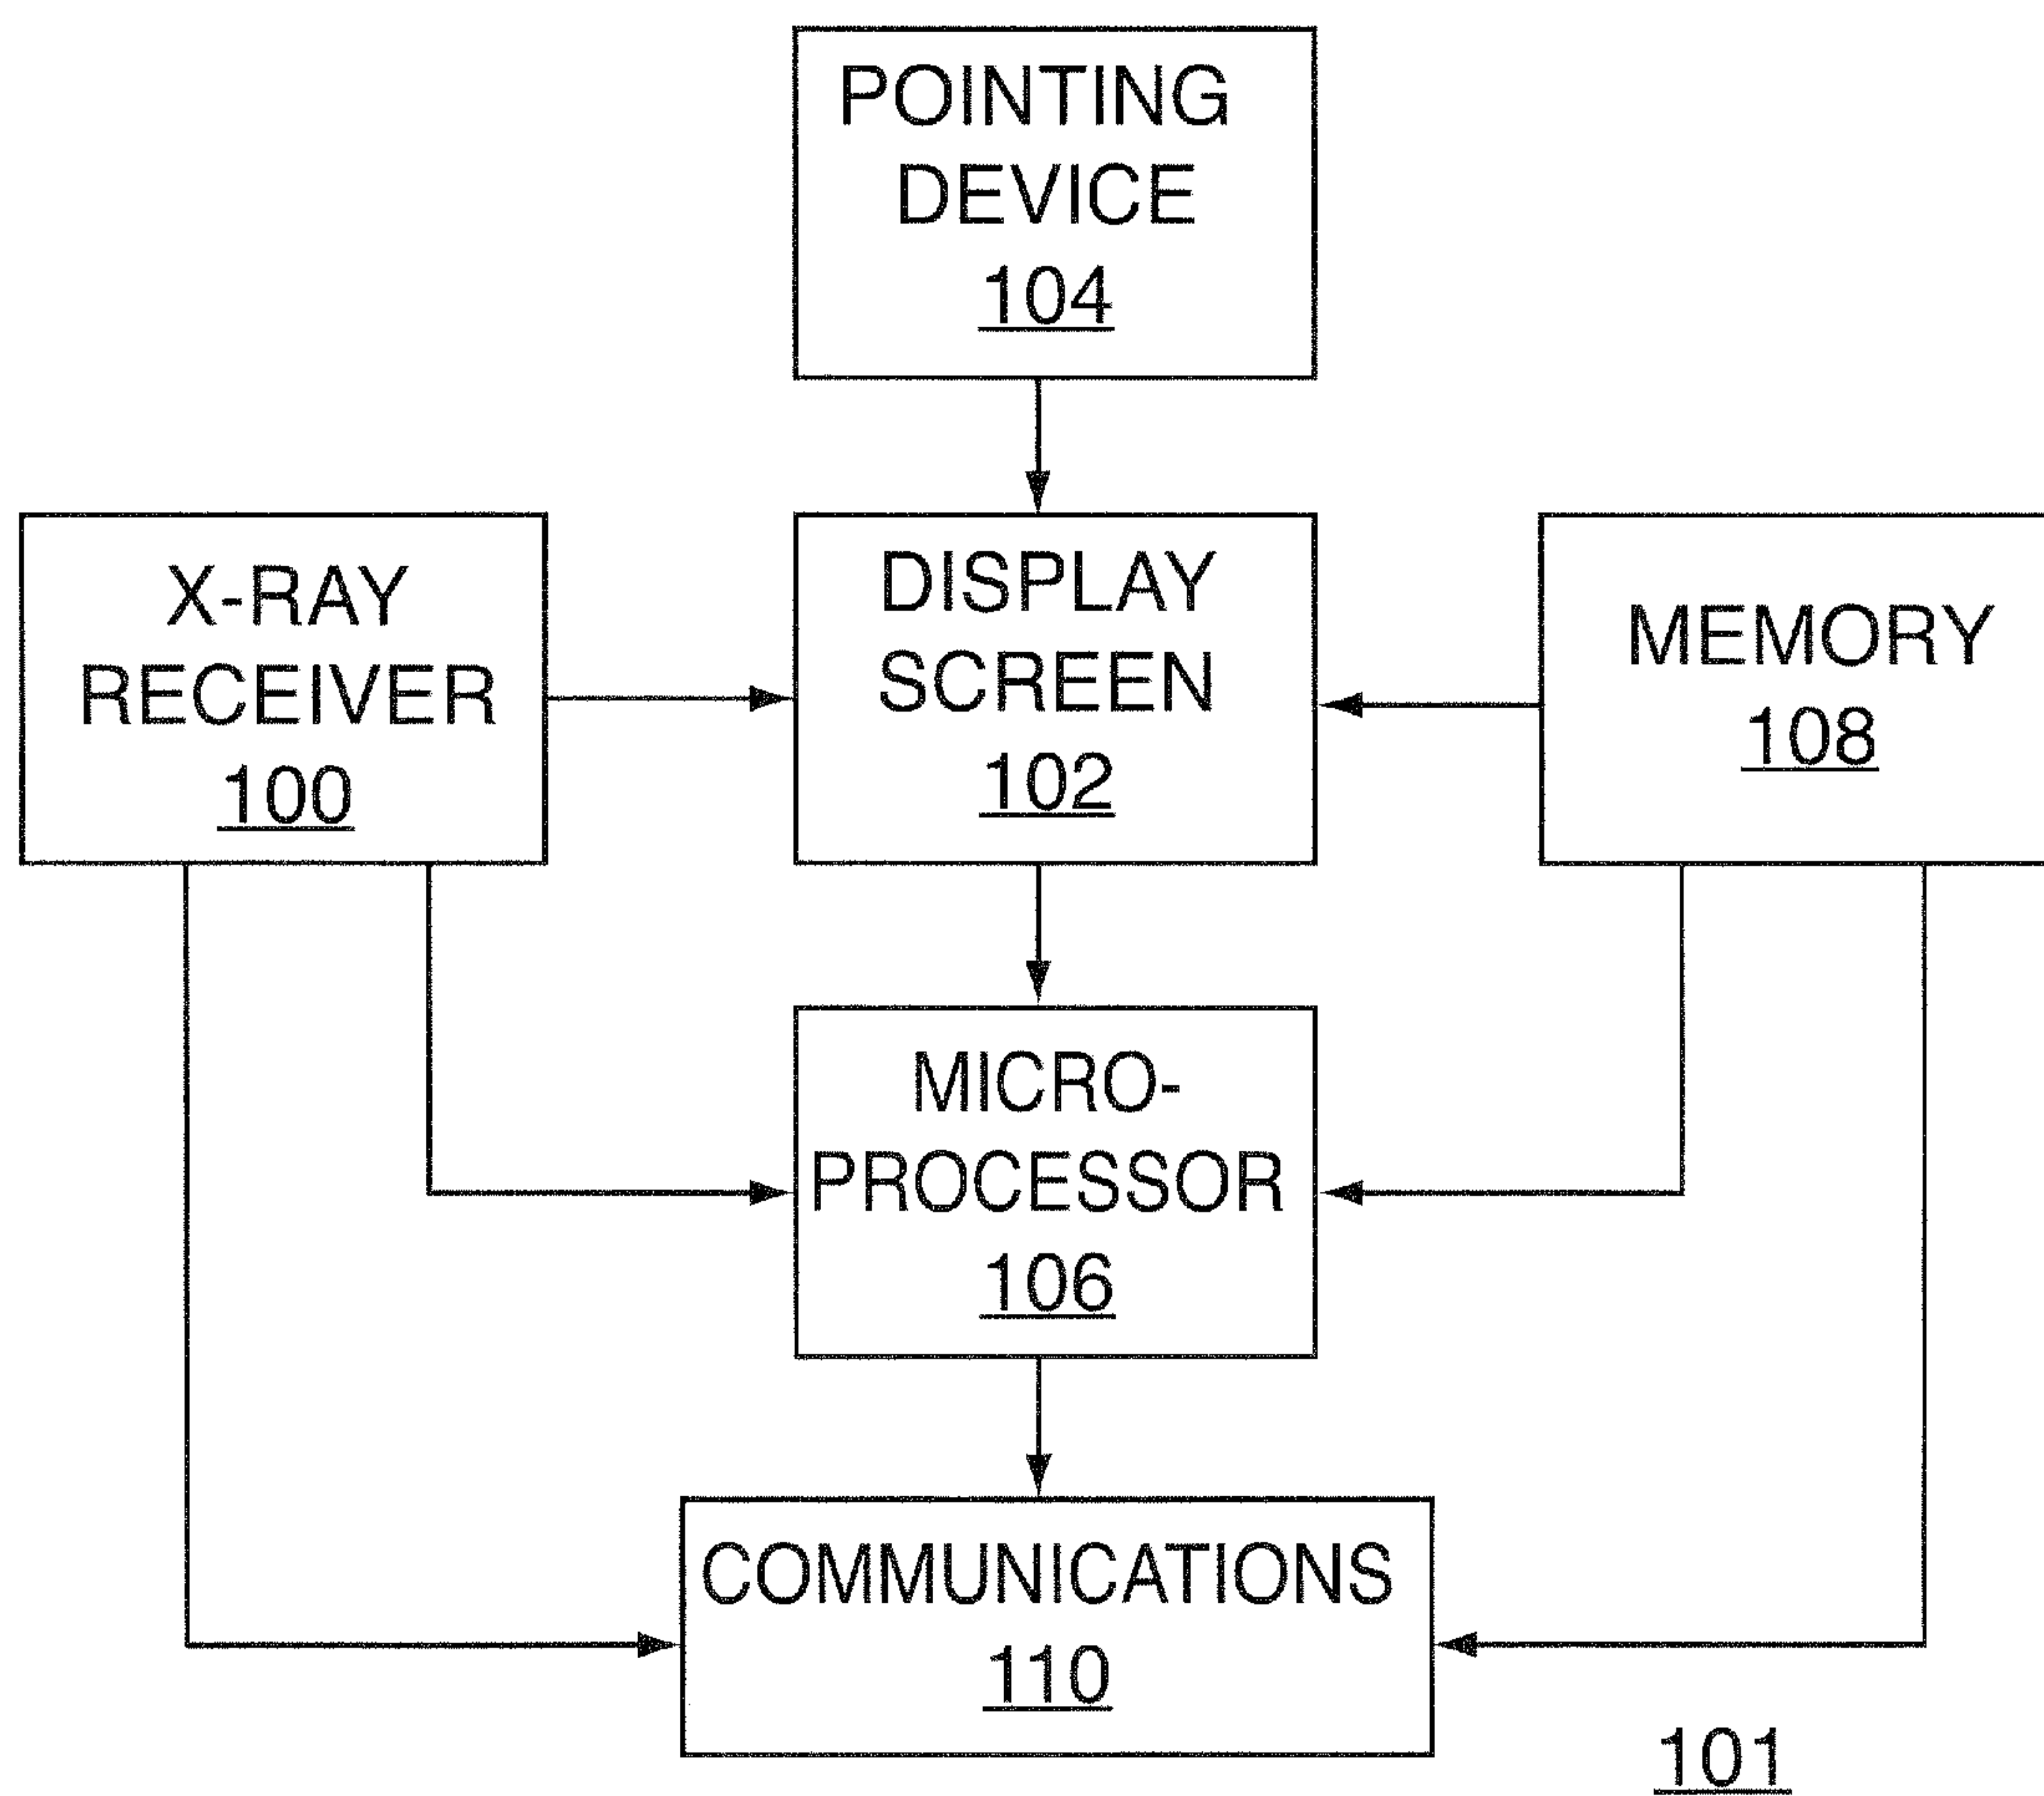 POINTING
DEVICE
104
X-RAY
RECEIVER
100
DISPLAY
SCREEN
102
MEMORY
108
MICRO-
PROCESSOR
106
COMMUNICATIONS
110
101